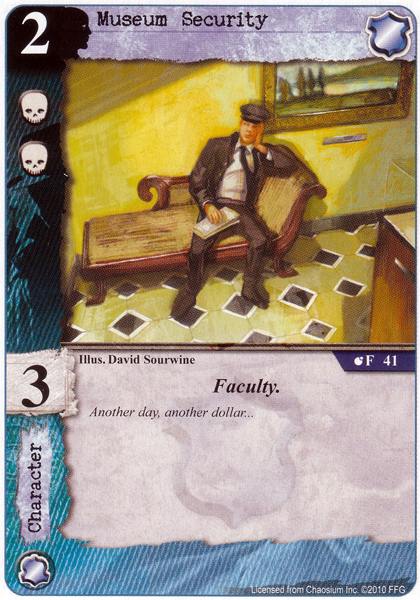 2
Museum Security
Illus. David Sourwine
F 41
3
Faculty.
Another day, another dollar...
Character
Licensed from Chaosium Inc. ©2010 FFG